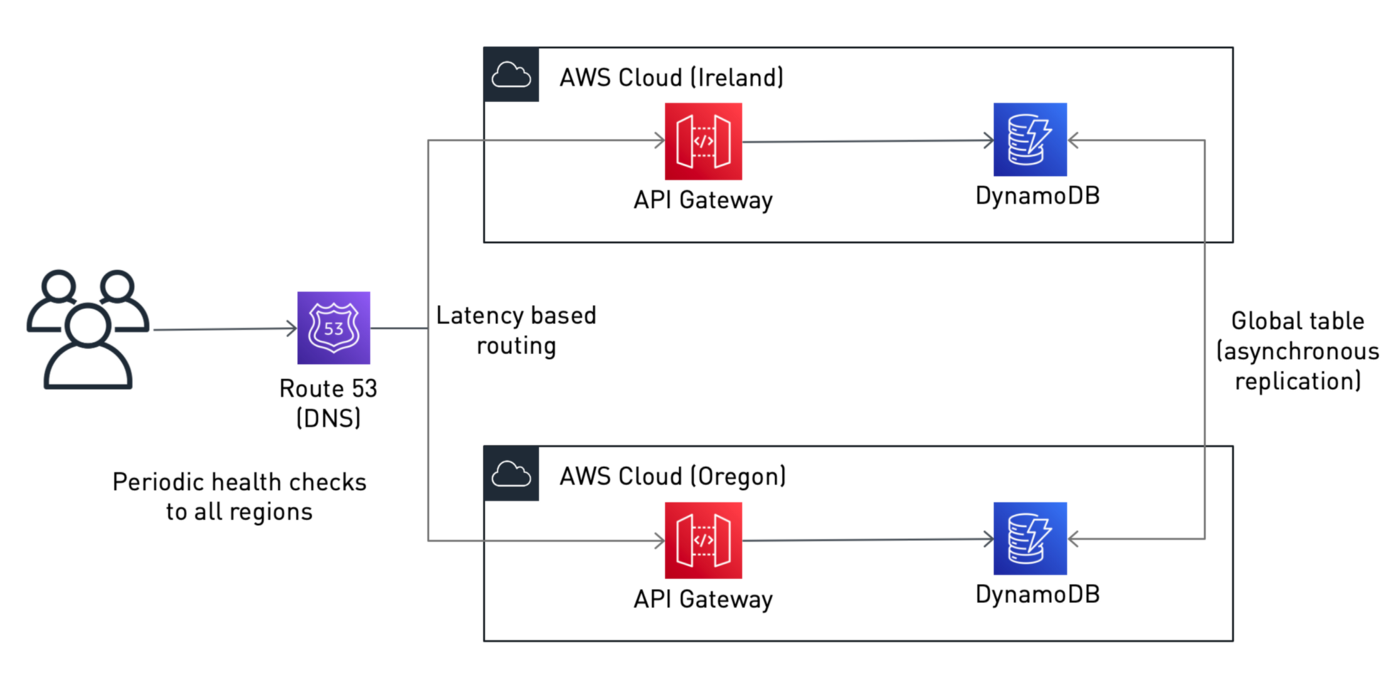 AWS Cloud (Ireland)
</>
API Gateway
DynamoDB
53
Route 53
(DNS)
Latency based
routing
Periodic health checks
to all regions
Global table
(asynchronous
replication)
AWS Cloud (Oregon)
</>
API Gateway
DynamoDB